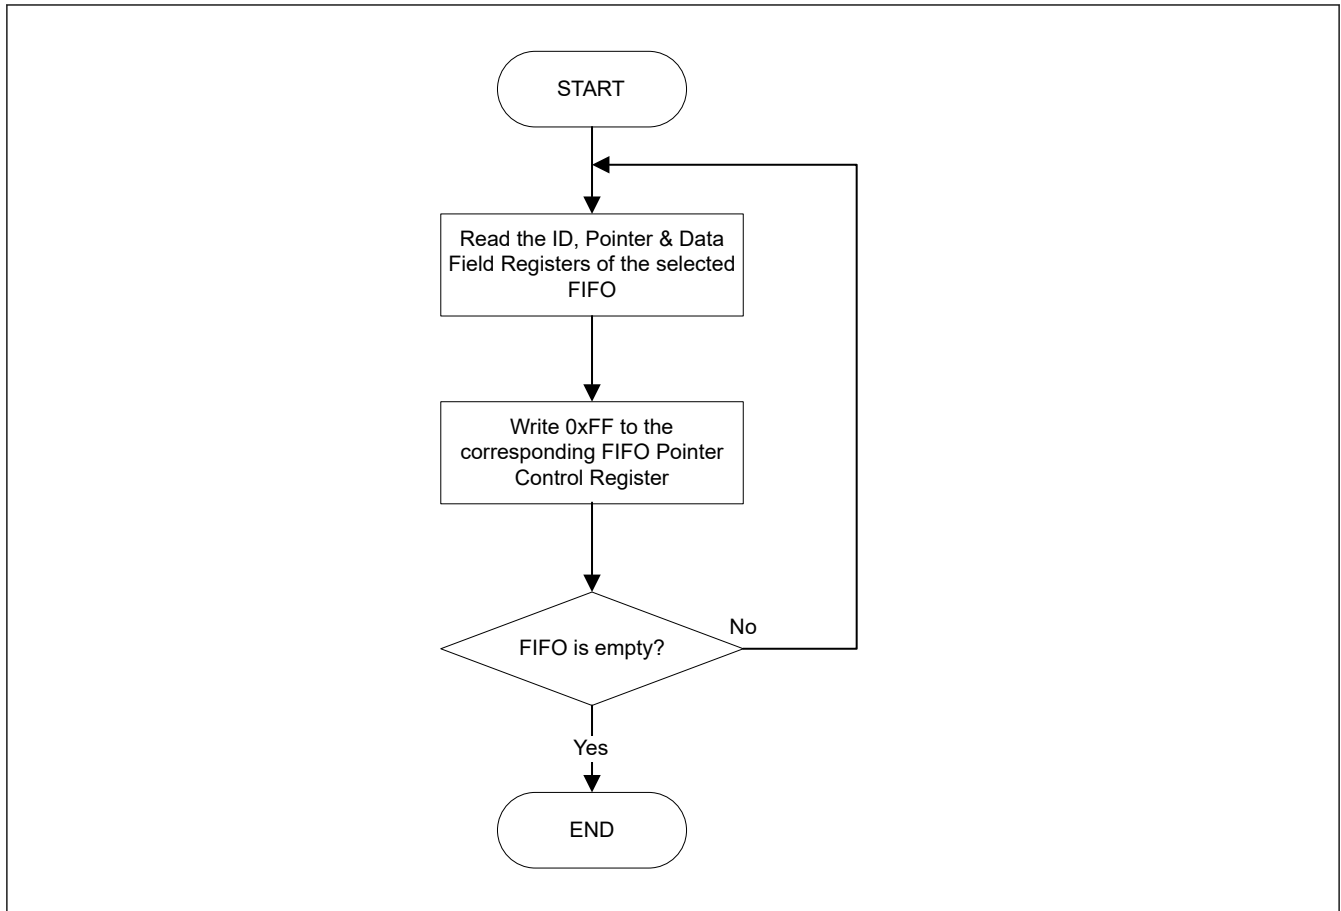 START
Read the ID, Pointer & Data
Field Registers of the selected
FIFO
Write 0xFF to the
corresponding FIFO Pointer
Control Register
FIFO is empty?
No
Yes
END